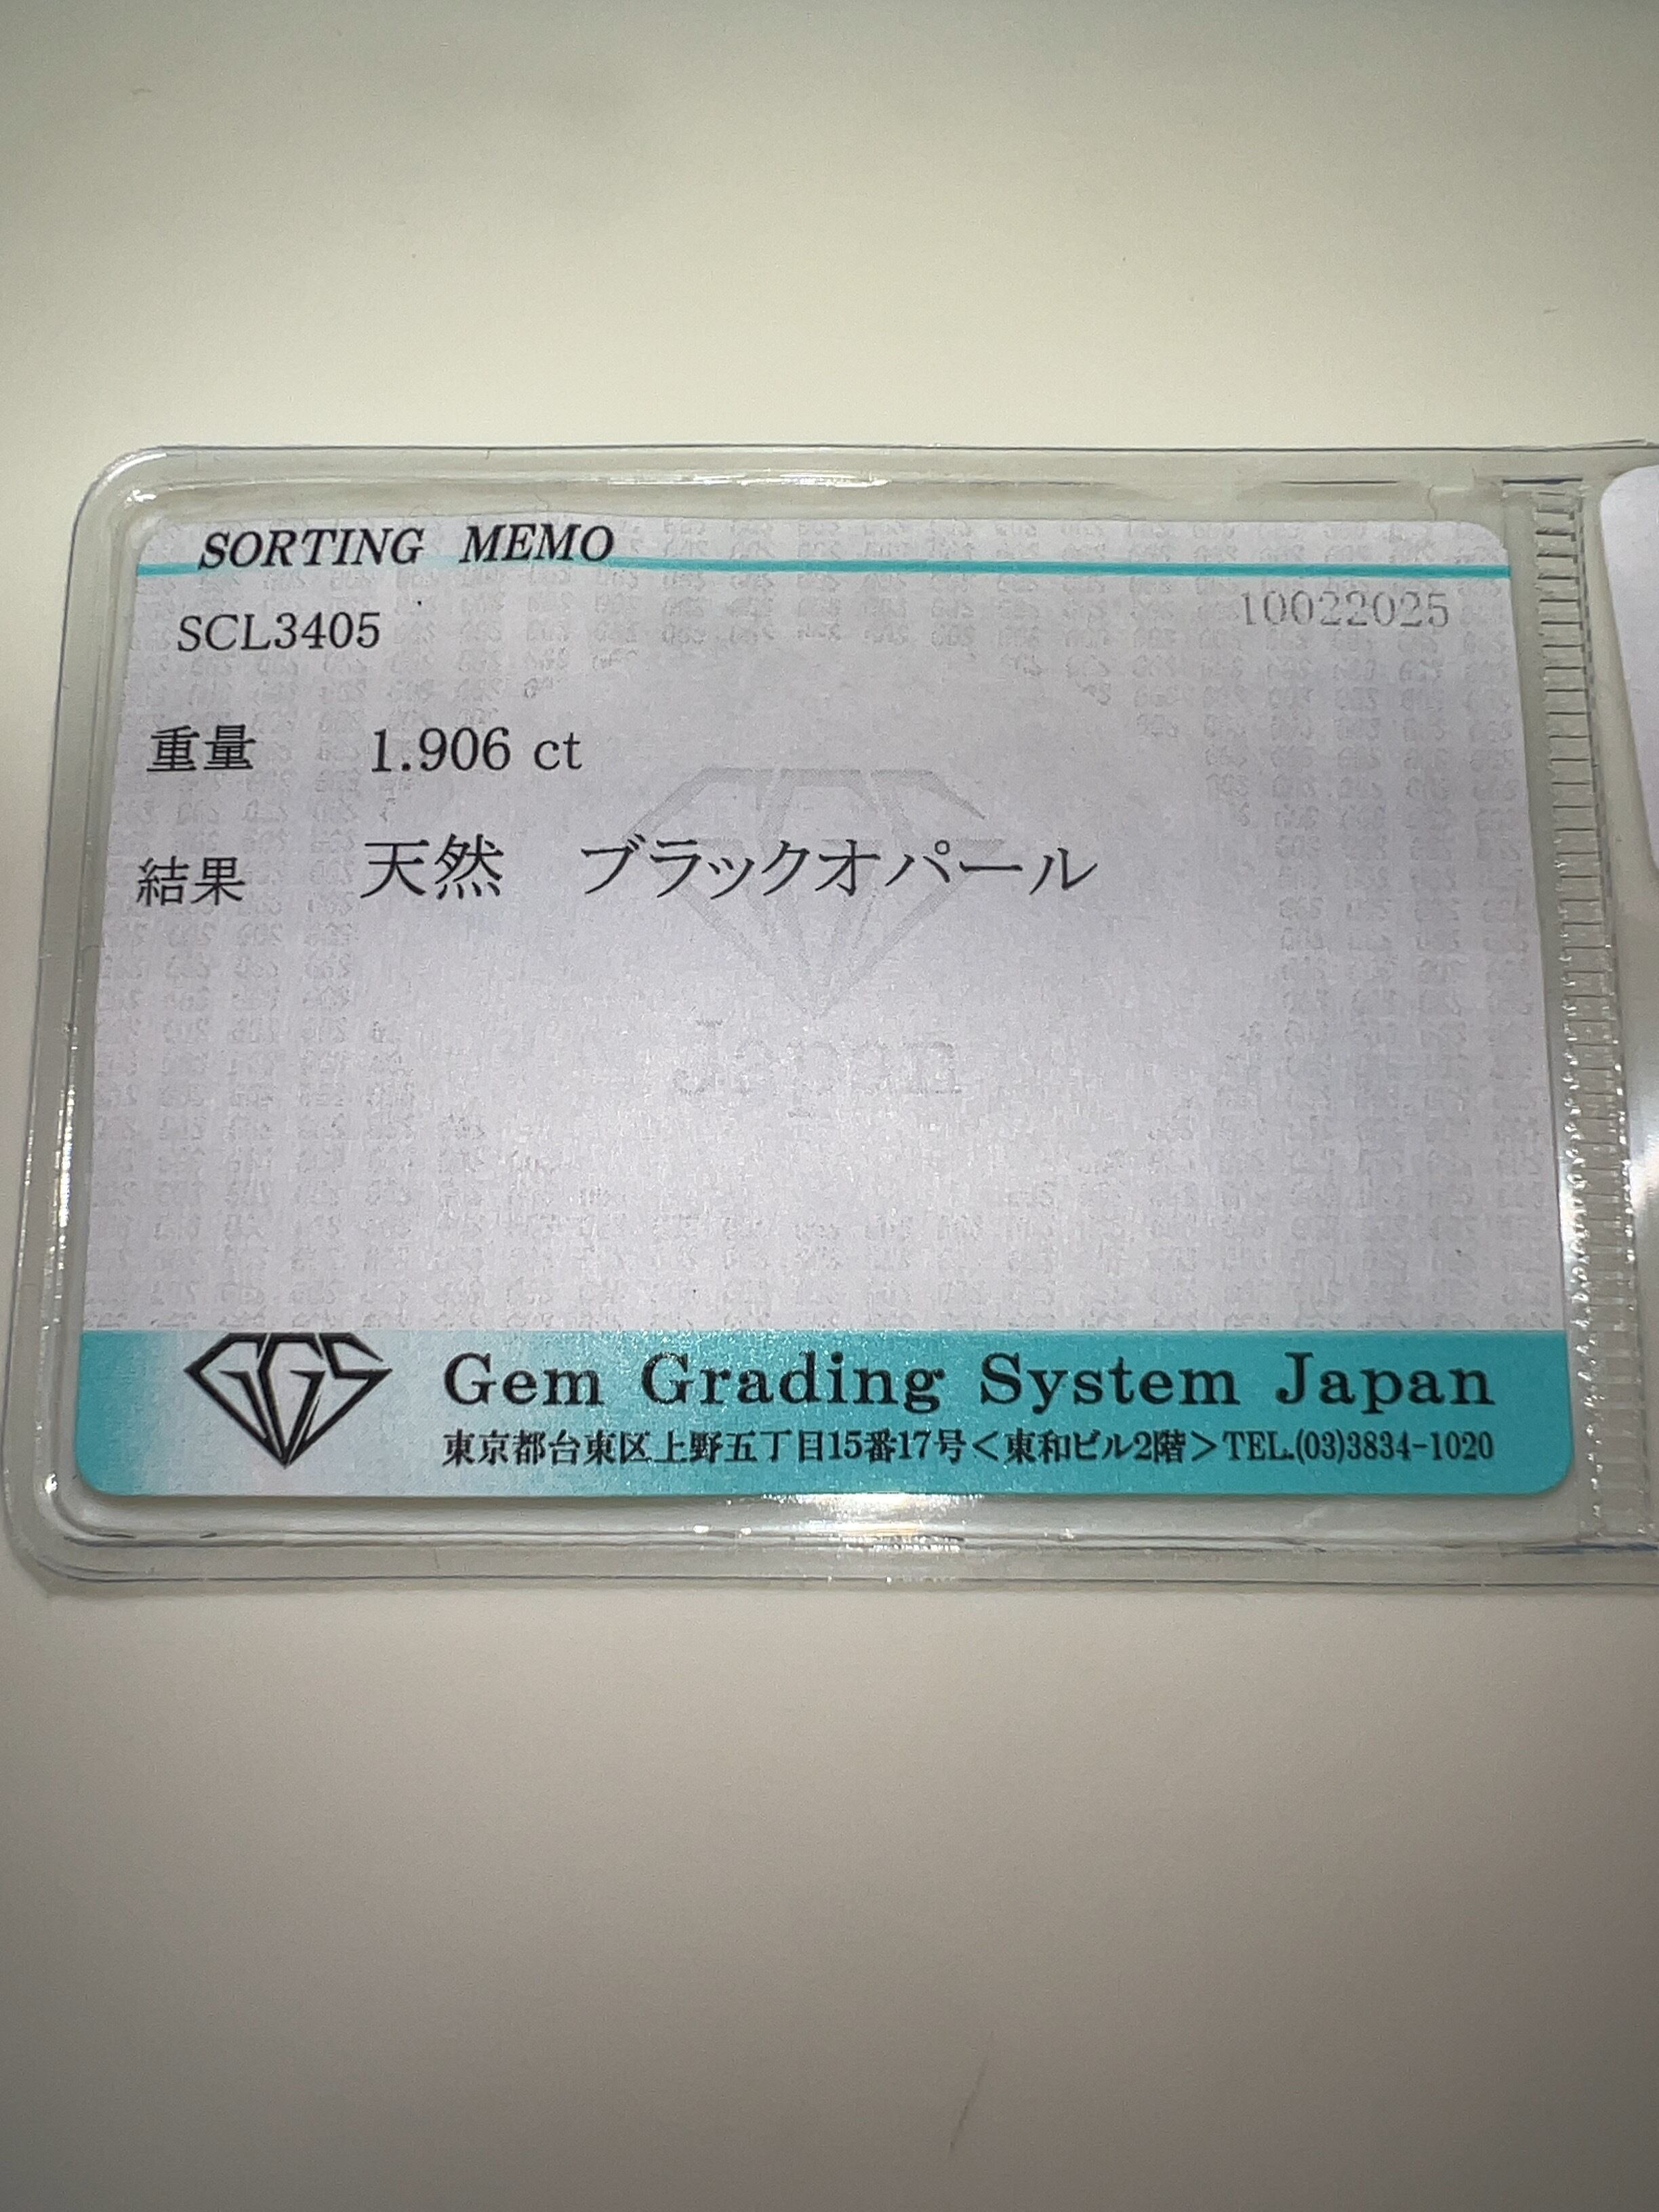 SORTING MEMO
SCL3405
10022025
重量 1.906 ct
結果 天然 ブラックオパール
Japan
GGS
Gem Grading System Japan
東京都台東区上野五丁目15番17号＜東和ビル2階＞TEL.(03)3834-1020